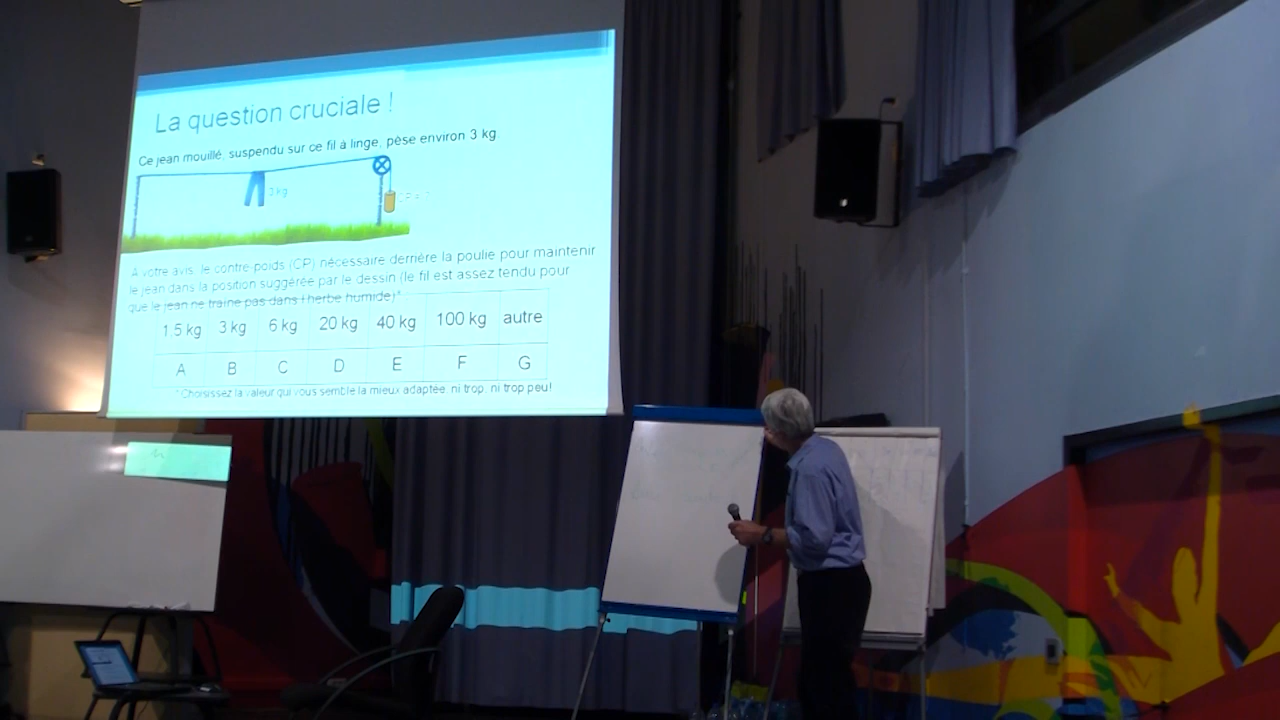 La question cruciale !
Ce jean mouillé, suspendu sur ce fil à linge, pèse environ 3 kg
3 kg
A votre avis, le contre-poids (CP) nécessaire derrière la poulie pour maintenir
le jean dans la position suggérée par le dessin (le fil est assez tendu pour
que le jean ne traîne pas dans l'herbe humide)*
1.5 kg 3 kg 6 kg 20 kg 40 kg 100 kg autre
A B C D E F G
*Choisissez la valeur qui vous semble la mieux adaptée, ni trop, ni trop peu!